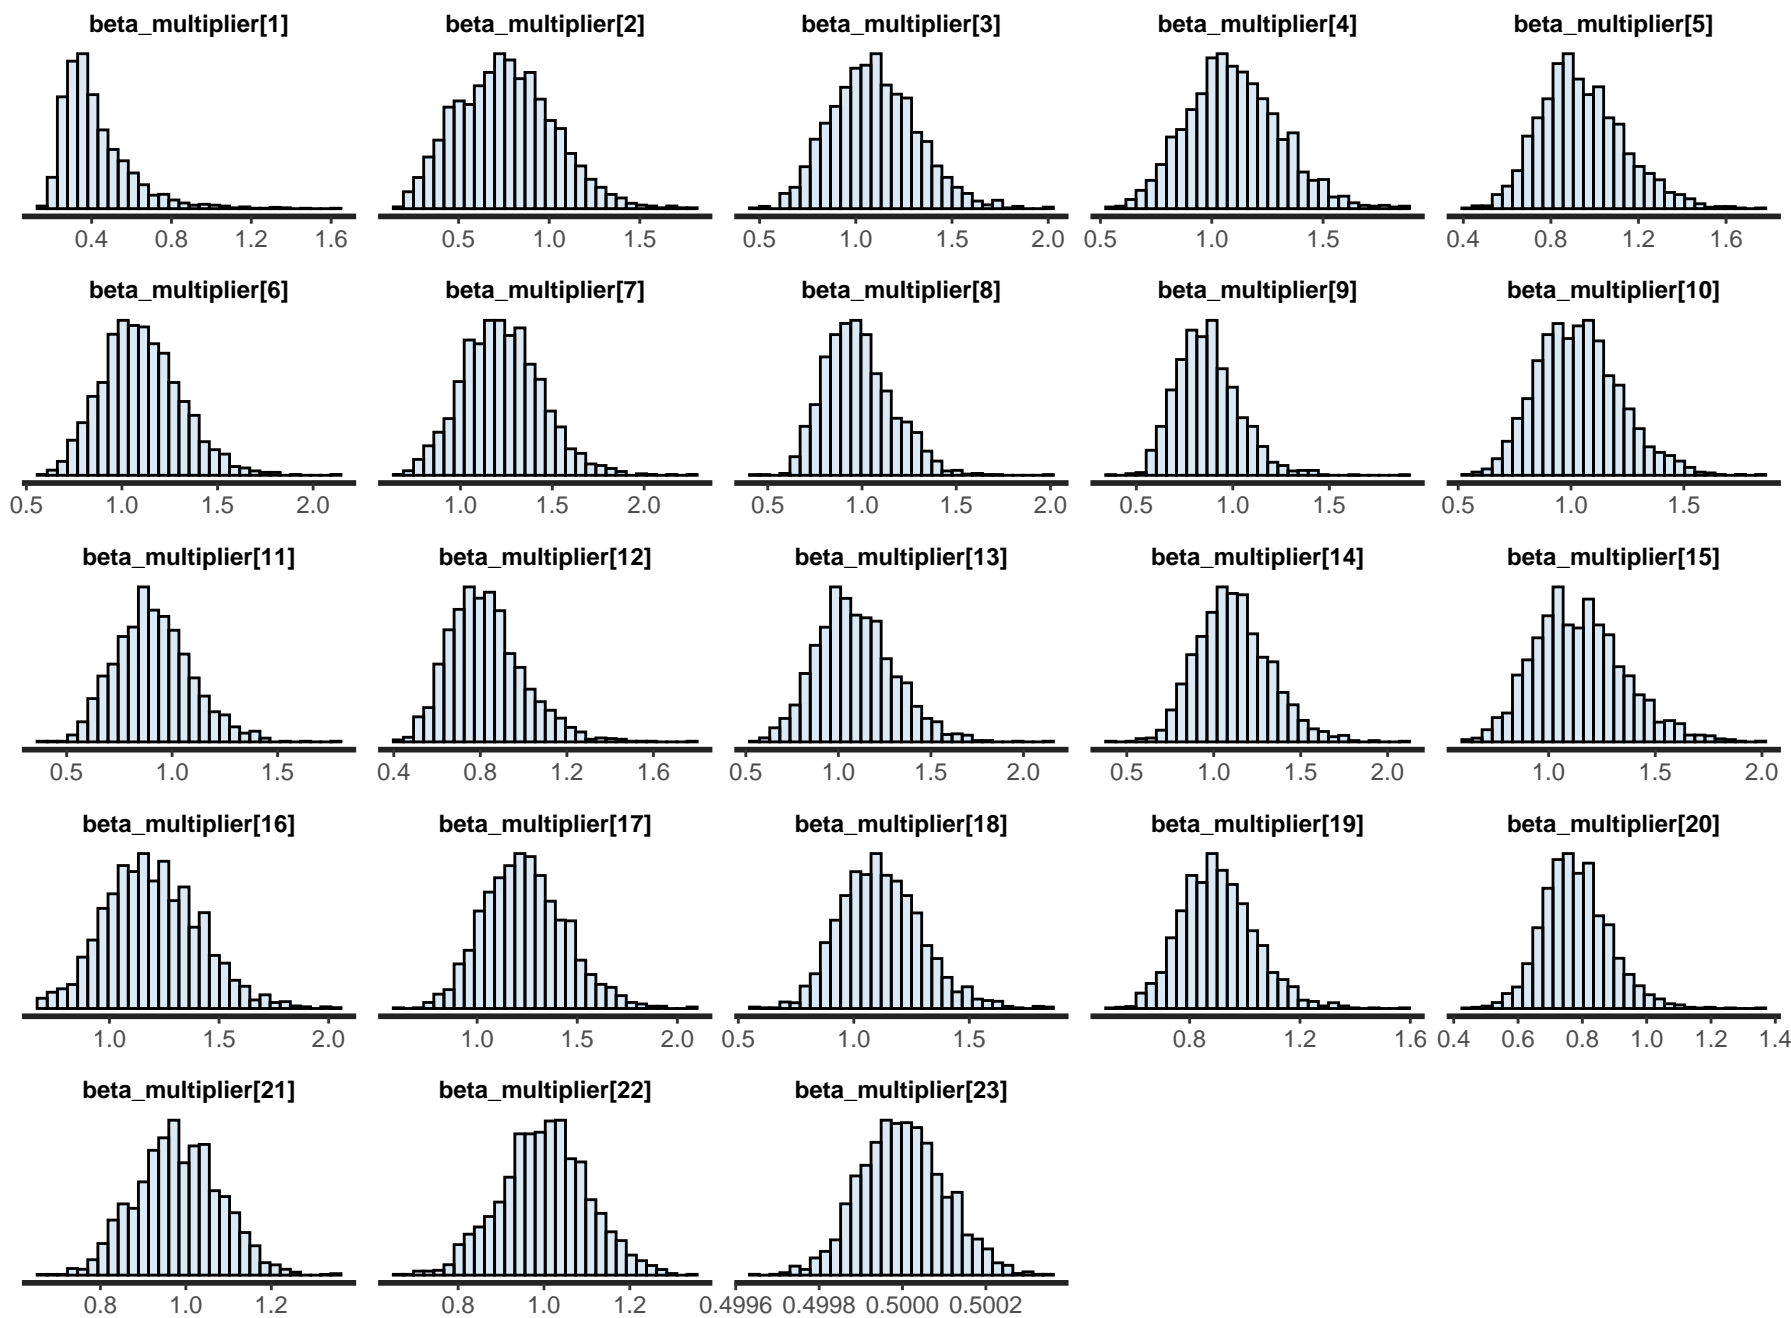 beta_multiplier[1] beta_multiplier[2] beta_multiplier[3] beta_multiplier[4] beta_multiplier[5]
0.4 0.8 1.2 1.6 0.5 1.0 1.5 0.5 1.0 1.5 2.0 0.5 1.0 1.5 0.4 0.8 1.2 1.6
beta_multiplier[6] beta_multiplier[7] beta_multiplier[8] beta_multiplier[9] beta_multiplier[10]
0.5 1.0 1.5 2.0 1.0 1.5 2.0 0.5 1.0 1.5 2.0 0.5 1.0 1.5 0.5 1.0 1.5
beta_multiplier[11] beta_multiplier[12] beta_multiplier[13] beta_multiplier[14] beta_multiplier[15]
0.5 1.0 1.5 0.4 0.8 1.2 1.6 0.5 1.0 1.5 2.0 0.5 1.0 1.5 2.0 1.0 1.5 2.0
beta_multiplier[16] beta_multiplier[17] beta_multiplier[18] beta_multiplier[19] beta_multiplier[20]
1.0 1.5 2.0 1.0 1.5 2.0 0.5 1.0 1.5 0.8 1.2 1.6 0.4 0.6 0.8 1.0 1.2 1.4
beta_multiplier[21] beta_multiplier[22] beta_multiplier[23]
0.8 1.0 1.2 0.8 1.0 1.2 0.4996 0.4998 0.5000 0.5002